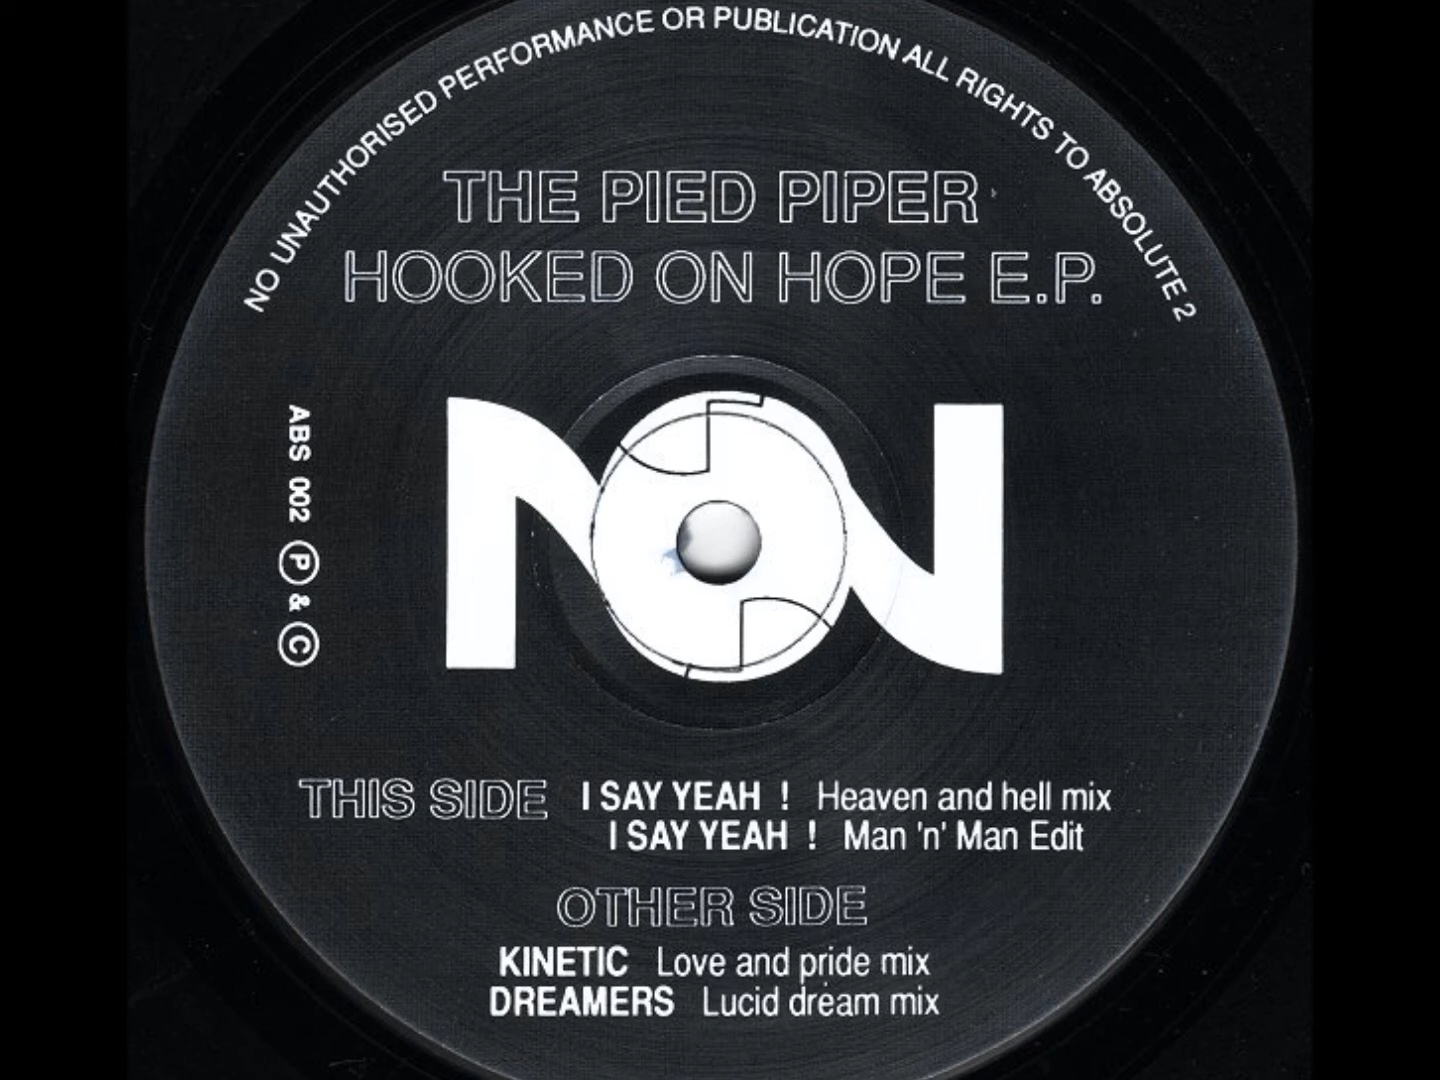 NO UNAUTHORISED PERFORMANCE OR PUBLICATION ALL RIGHTS TO ABSOLUTE 2
THE PIED PIPER
HOOKED ON HOPE E.P.
ABS 002 Ⓟ & Ⓒ
THIS SIDE I SAY YEAH ! Heaven and hell mix
I SAY YEAH ! Man 'n' Man Edit
OTHER SIDE
KINETIC Love and pride mix
DREAMERS Lucid dream mix